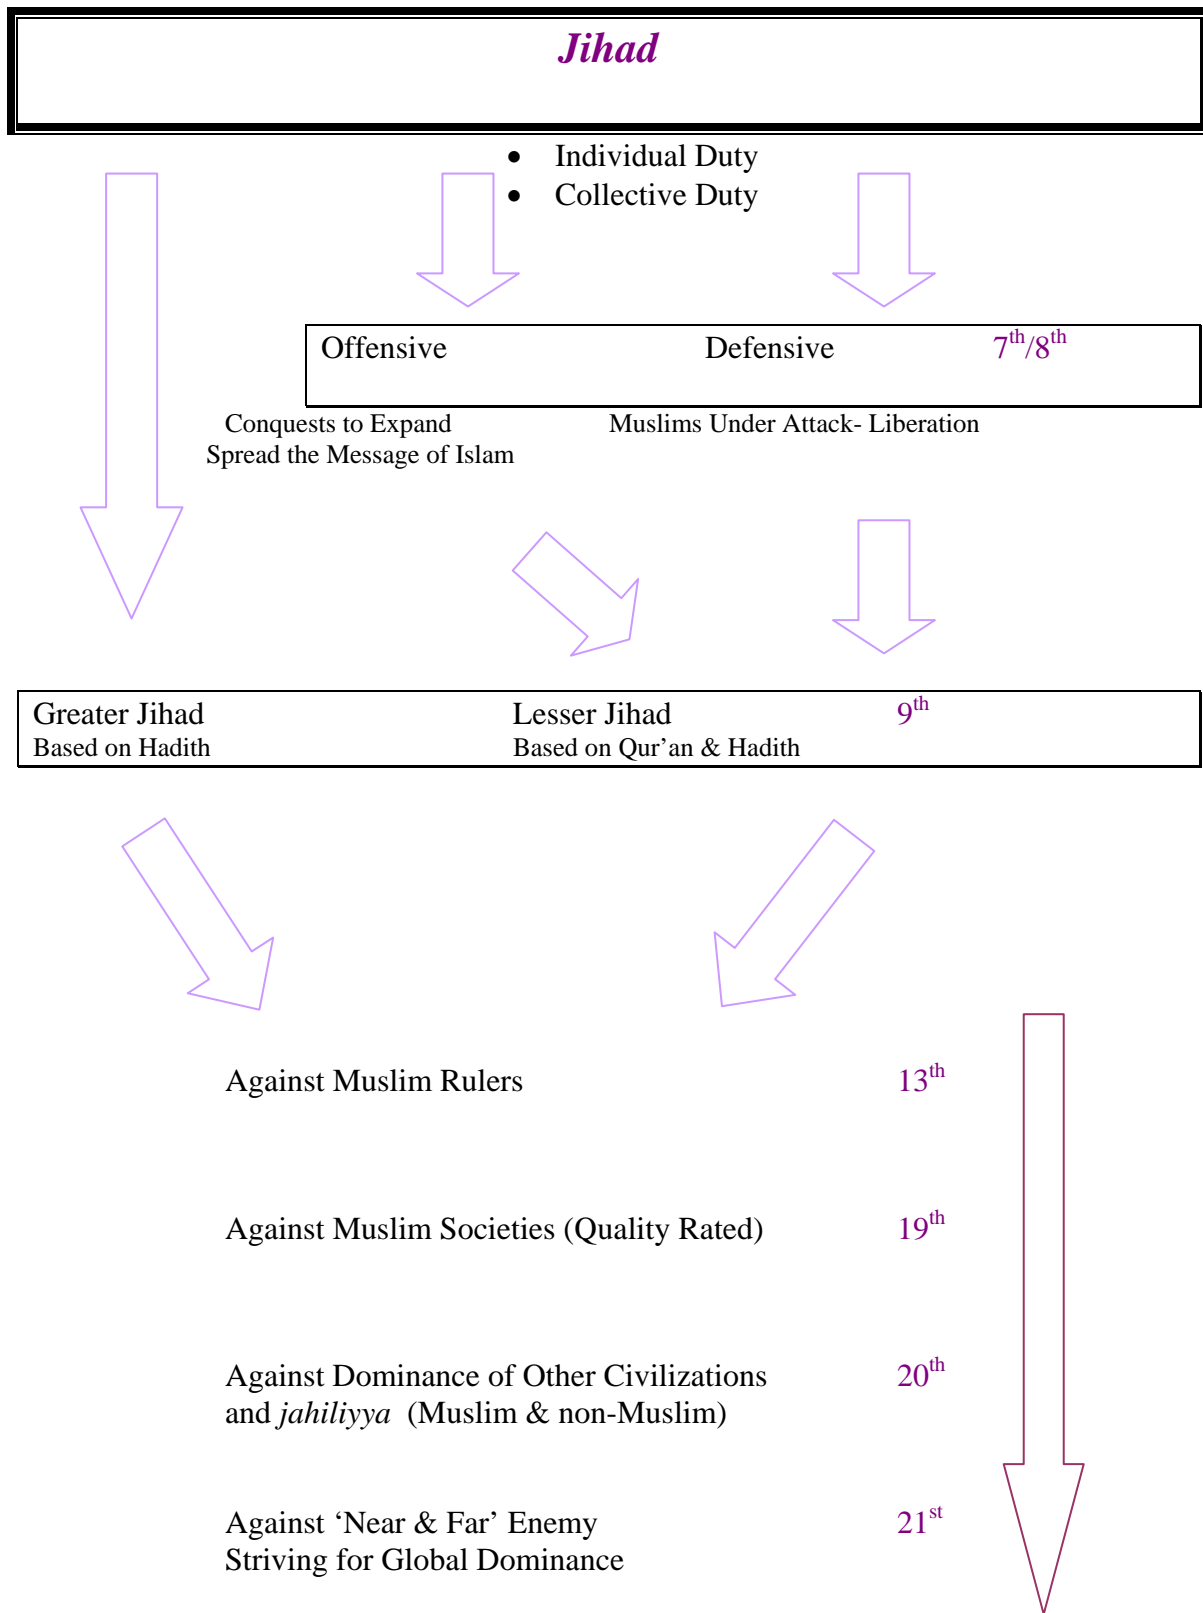 Jihad
• Individual Duty
• Collective Duty
Offensive Defensive 7th/8th
Conquests to Expand Muslims Under Attack- Liberation
Spread the Message of Islam
Greater Jihad Lesser Jihad 9th
Based on Hadith Based on Qur’an & Hadith
Against Muslim Rulers 13th
Against Muslim Societies (Quality Rated) 19th
Against Dominance of Other Civilizations 20th
and jahiliyya (Muslim & non-Muslim)
Against ‘Near & Far’ Enemy 21st
Striving for Global Dominance